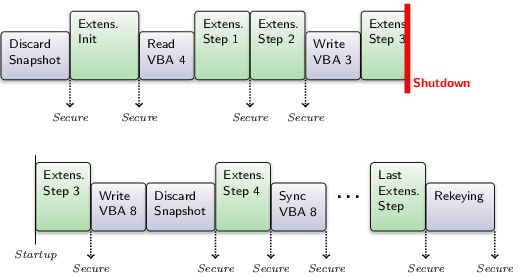 Discard
Snapshot
Extens.
Init
Read
VBA 4
Extens.
Step 1
Extens.
Step 2
Write
VBA 3
Extens
Step 3
Shutdown
Secure
Secure
Secure
Secure
Extens.
Step 3
Write
VBA 8
Discard
Snapshot
Extens.
Step 4
Sync
VBA 8
...
Last
Extens.
Step
Rekeying
Startup
Secure
Secure
Secure
Secure
Secure
Secure